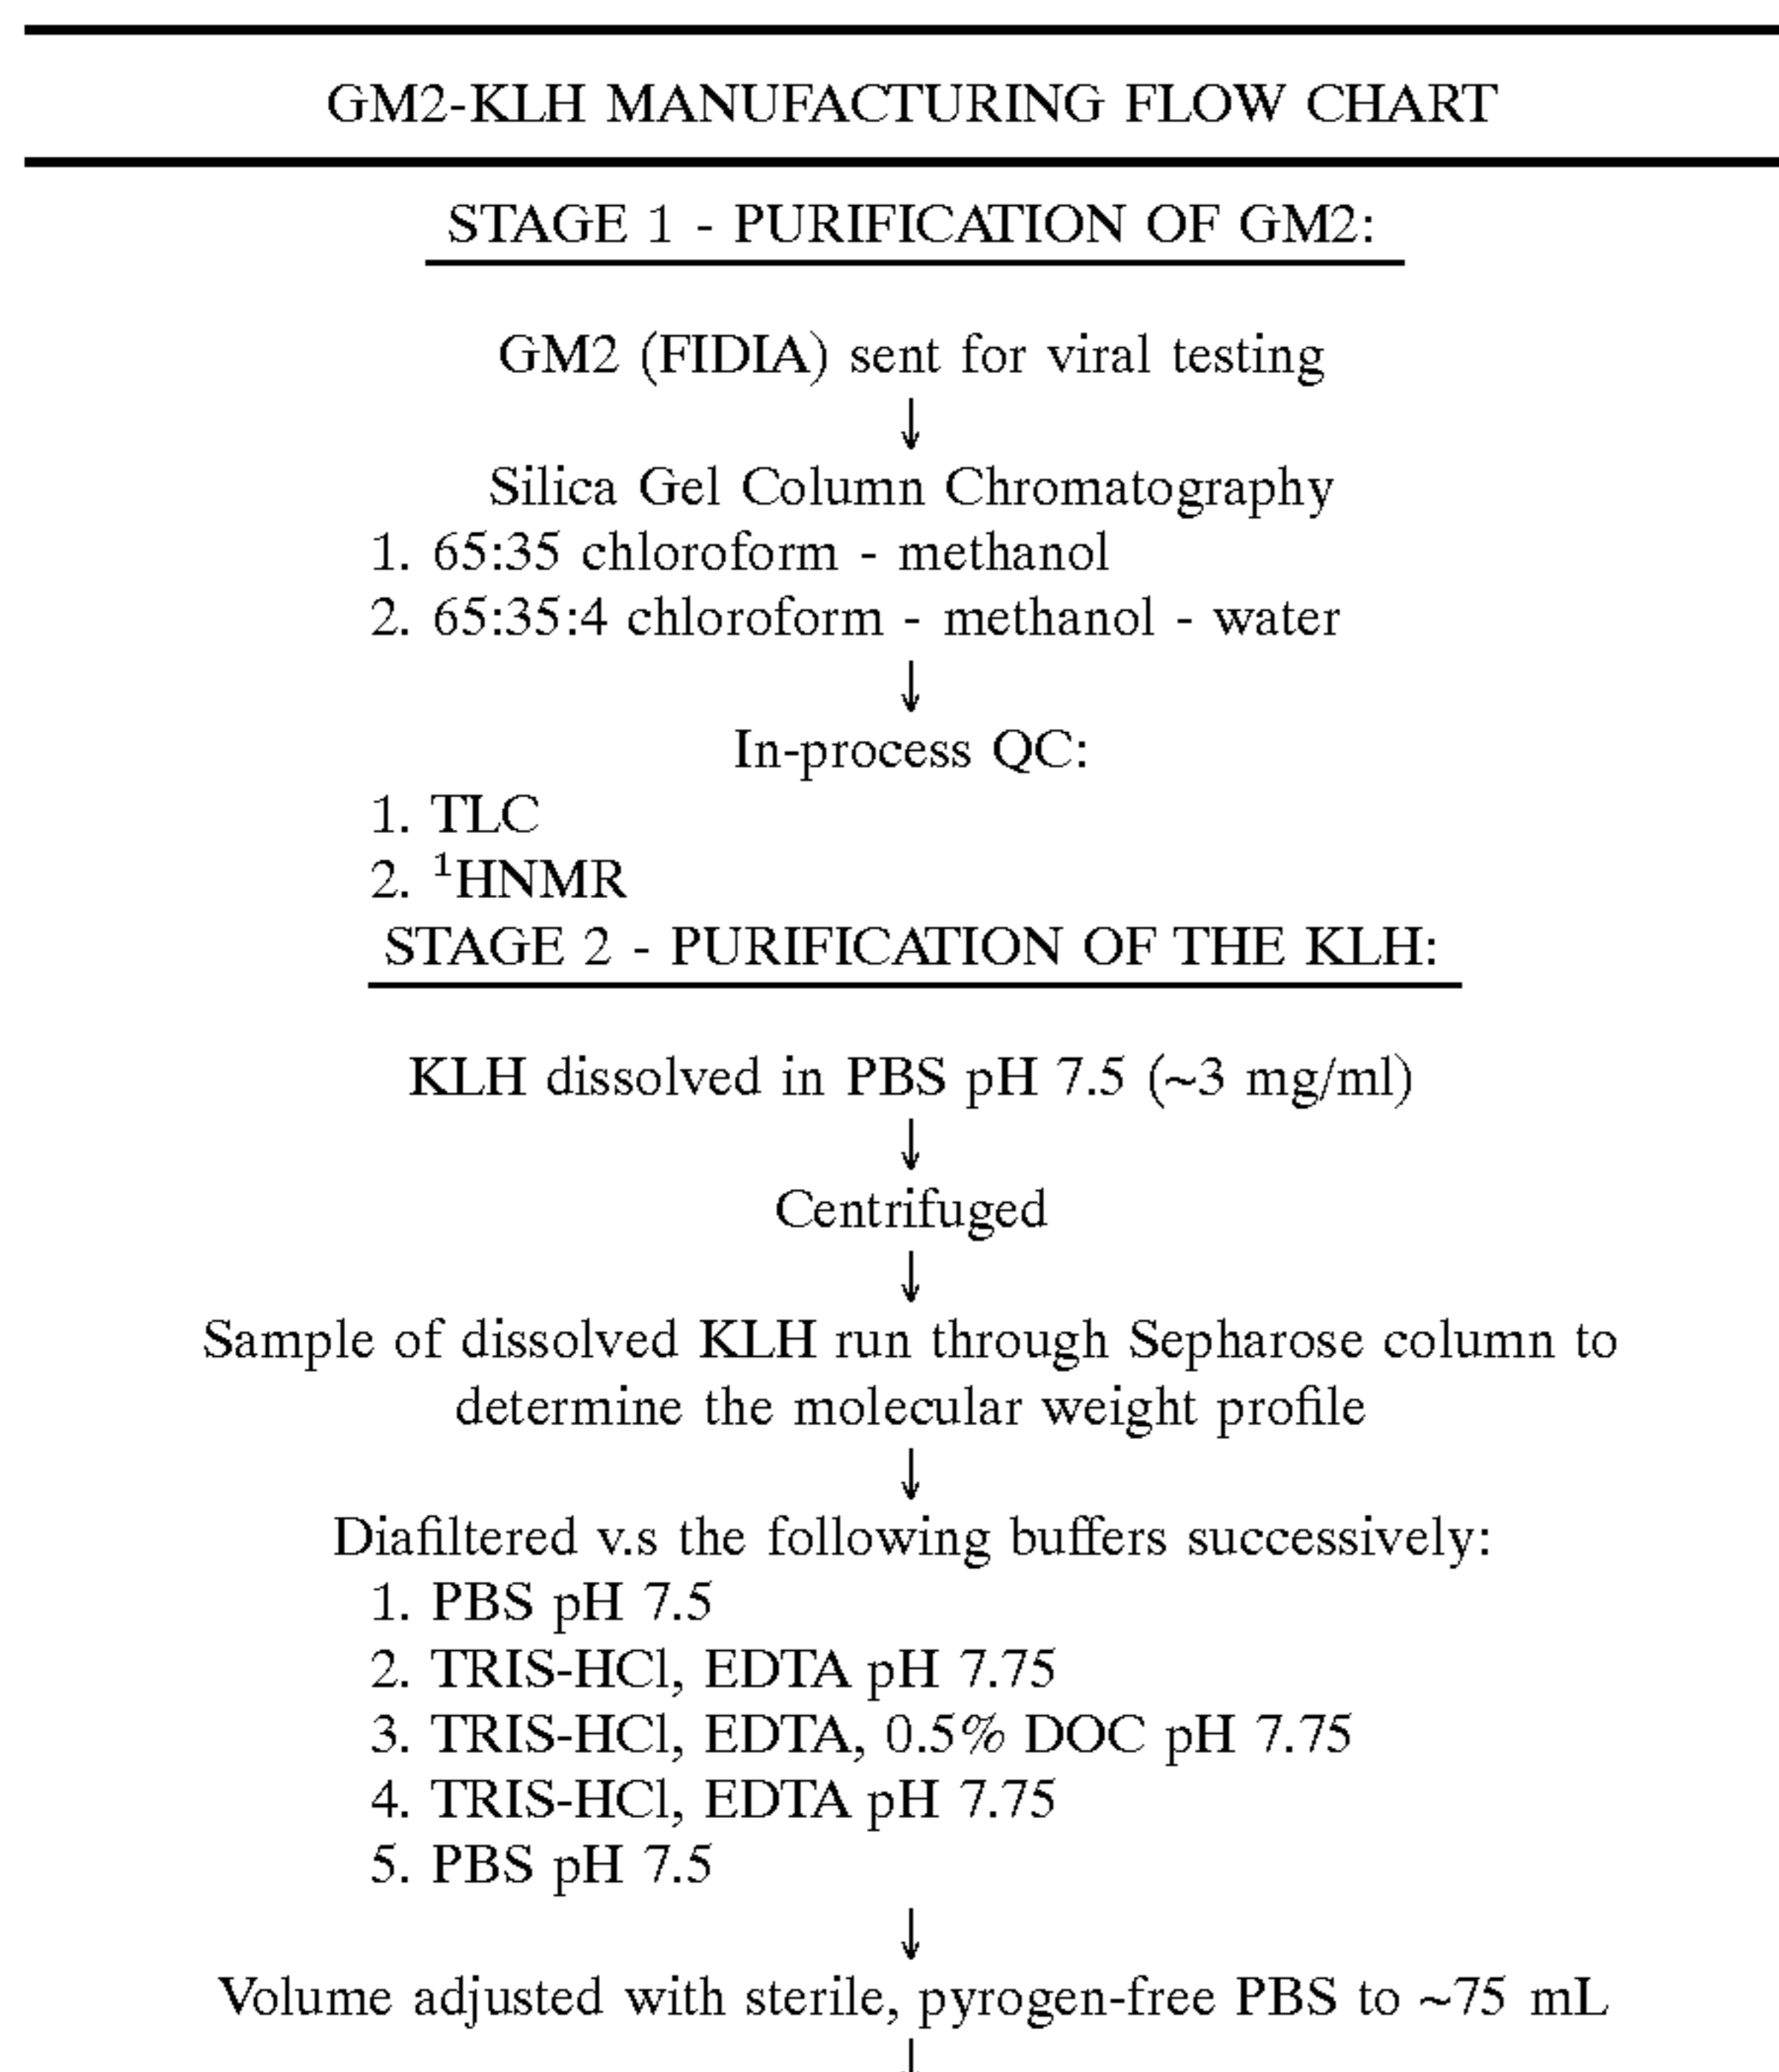 GM2-KLH MANUFACTURING FLOW CHART
STAGE 1 - PURIFICATION OF GM2:
GM2 (FIDIA) sent for viral testing
↓
Silica Gel Column Chromatography
1. 65:35 chloroform - methanol
2. 65:35:4 chloroform - methanol - water
↓
In-process QC:
1. TLC
2. ¹HNMR
STAGE 2 - PURIFICATION OF THE KLH:
KLH dissolved in PBS pH 7.5 (~3 mg/ml)
↓
Centrifuged
↓
Sample of dissolved KLH run through Sepharose column to
determine the molecular weight profile
↓
Diafiltered v.s the following buffers successively:
1. PBS pH 7.5
2. TRIS-HCl, EDTA pH 7.75
3. TRIS-HCl, EDTA, 0.5% DOC pH 7.75
4. TRIS-HCl, EDTA pH 7.75
5. PBS pH 7.5
↓
Volume adjusted with sterile, pyrogen-free PBS to ~75 mL